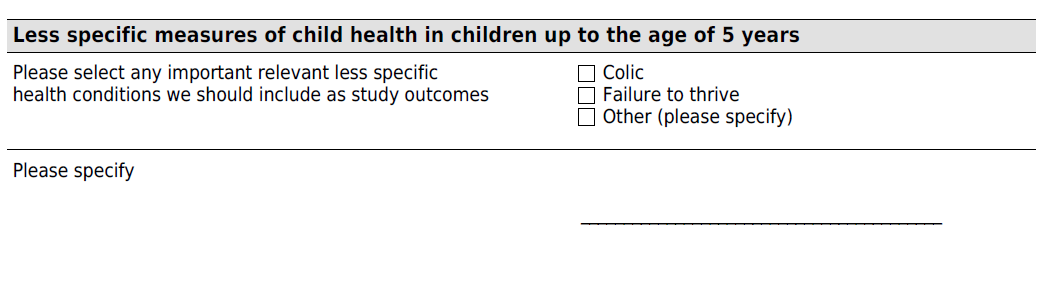 Less specific measures of child health in children up to the age of 5 years
Please select any important relevant less specific
health conditions we should include as study outcomes
Colic
Failure to thrive
Other (please specify)
Please specify